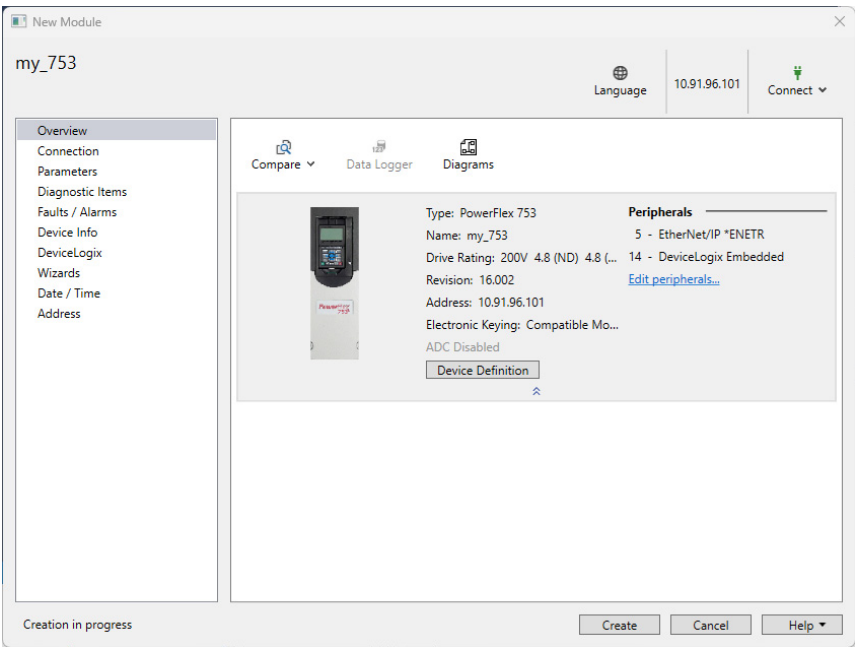 New Module
my_753
Language
10.91.96.101
Connect
Overview
Connection
Parameters
Diagnostic Items
Faults / Alarms
Device Info
DeviceLogix
Wizards
Date / Time
Address
Compare
Data Logger
Diagrams
PowerFlex
753
Type: PowerFlex 753
Name: my_753
Drive Rating: 200V 4.8 (ND) 4.8 (...
Revision: 16.002
Address: 10.91.96.101
Electronic Keying: Compatible Mo...
ADC Disabled
Device Definition
Peripherals
5 - EtherNet/IP *ENETR
14 - DeviceLogix Embedded
Edit peripherals...
Creation in progress
Create
Cancel
Help